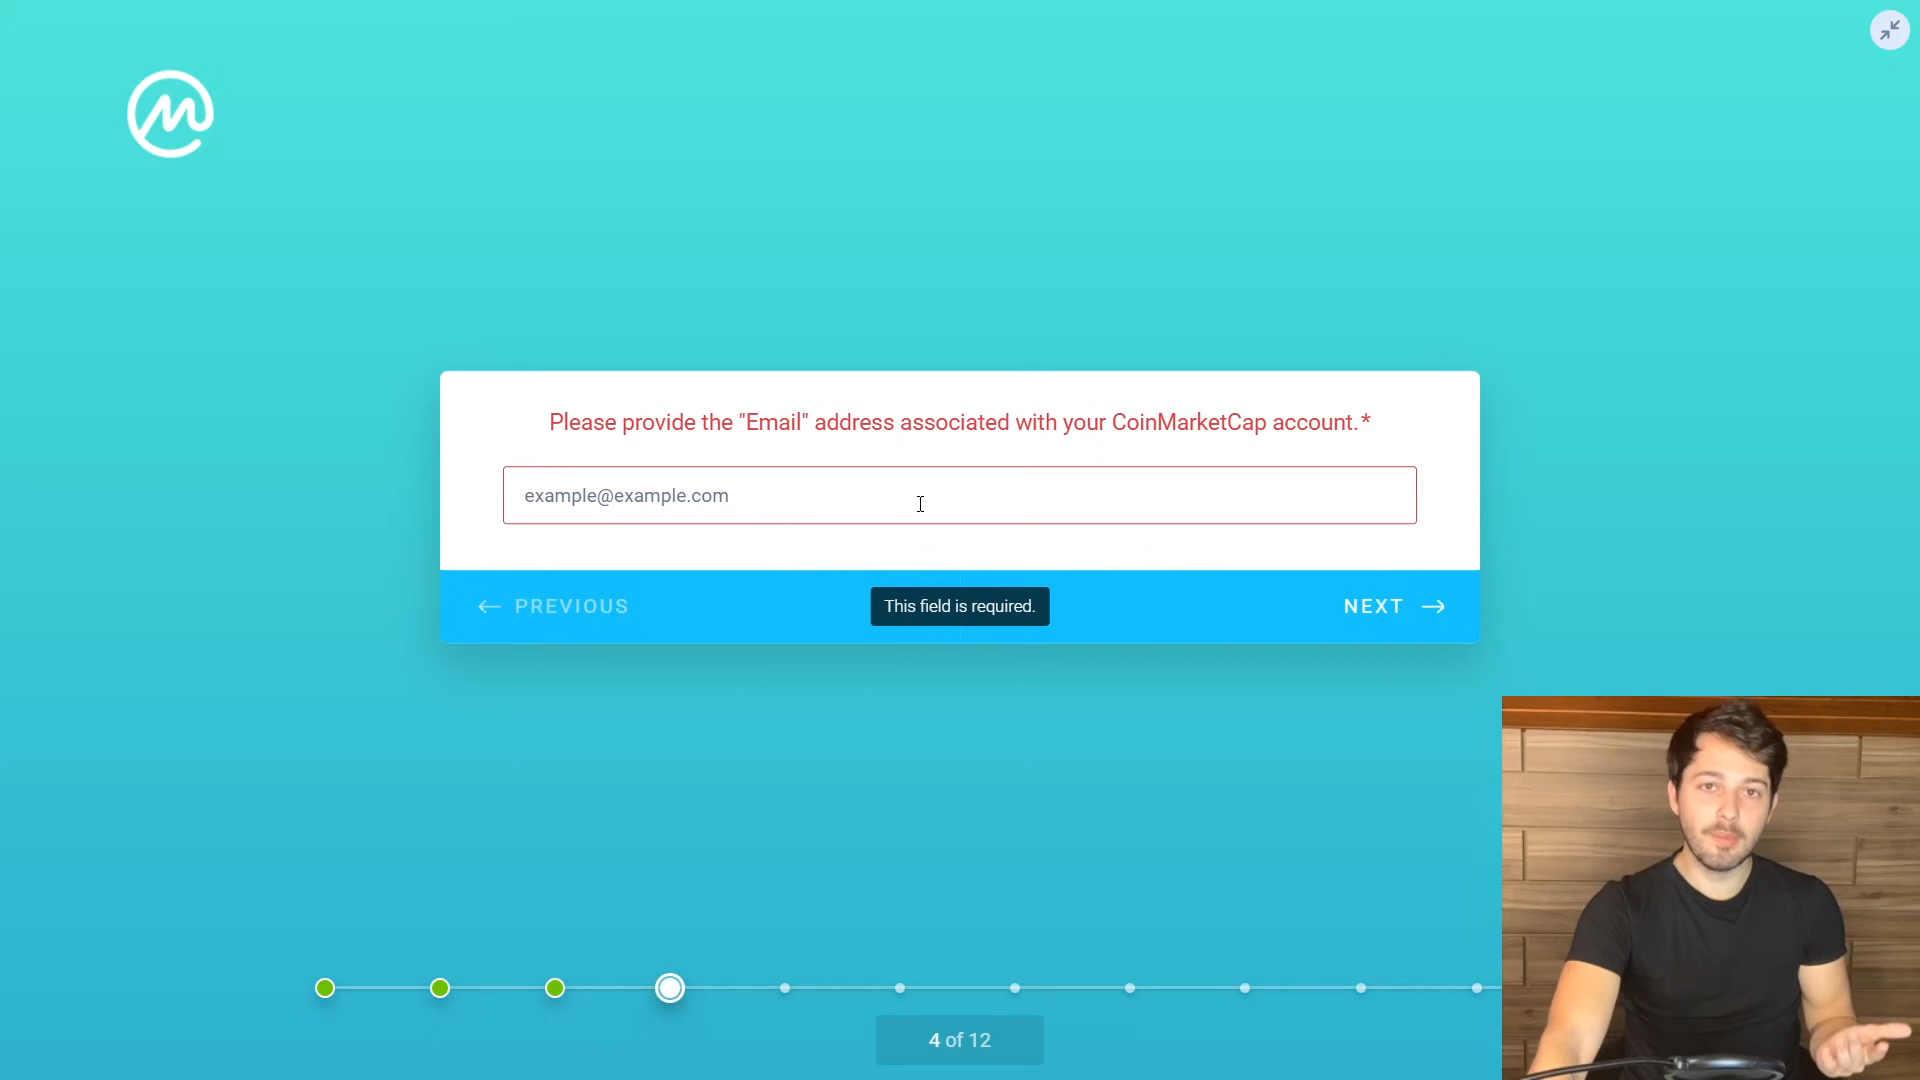 Please provide the "Email" address associated with your CoinMarketCap account.*
example@example.com
PREVIOUS
This field is required.
NEXT
4 of 12